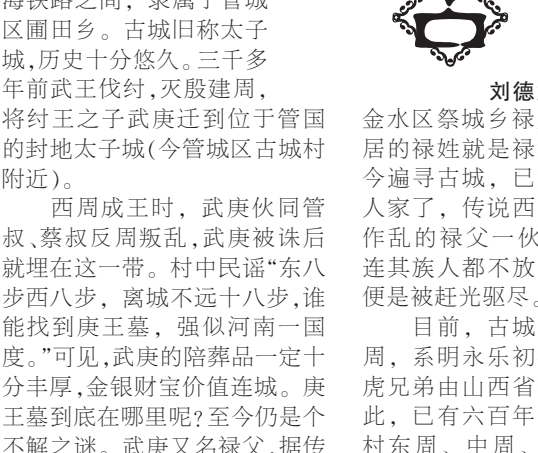 海铁路之间，隶属于管城
区圃田乡。古城旧称太子
城,历史十分悠久。三千多
年前武王伐纣,灭殷建周，
将纣王之子武庚迁到位于管国
的封地太子城(今管城区古城村
附近)。
西周成王时，武庚伙同管
叔、蔡叔反周叛乱,武庚被诛后
就埋在这一带。村中民谣“东八
步西八步，离城不远十八步,谁
能找到庚王墓，强似河南一国
度。”可见,武庚的陪葬品一定十
分丰厚,金银财宝价值连城。庚
王墓到底在哪里呢?至今仍是个
不解之谜。武庚又名禄父,据传
刘德
金水区祭城乡禄
居的禄姓就是禄
今遍寻古城，已
人家了，传说西
作乱的禄父一伙
连其族人都不放
便是被赶光驱尽。
目前，古城
周，系明永乐初
虎兄弟由山西省
此，已有六百年
村东周、中周、